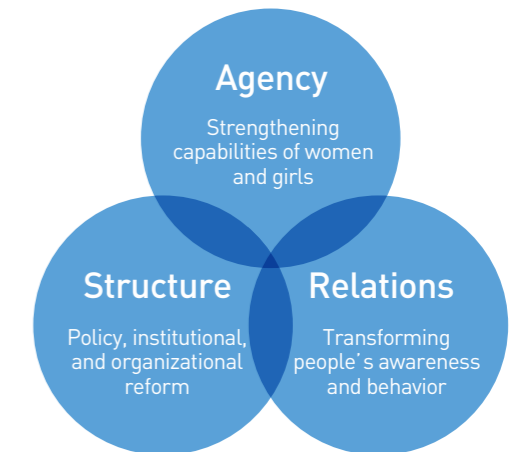 Agency
Strengthening
capabilities of women
and girls
Structure
Policy, institutional,
and organizational
reform
Relations
Transforming
people's awareness
and behavior